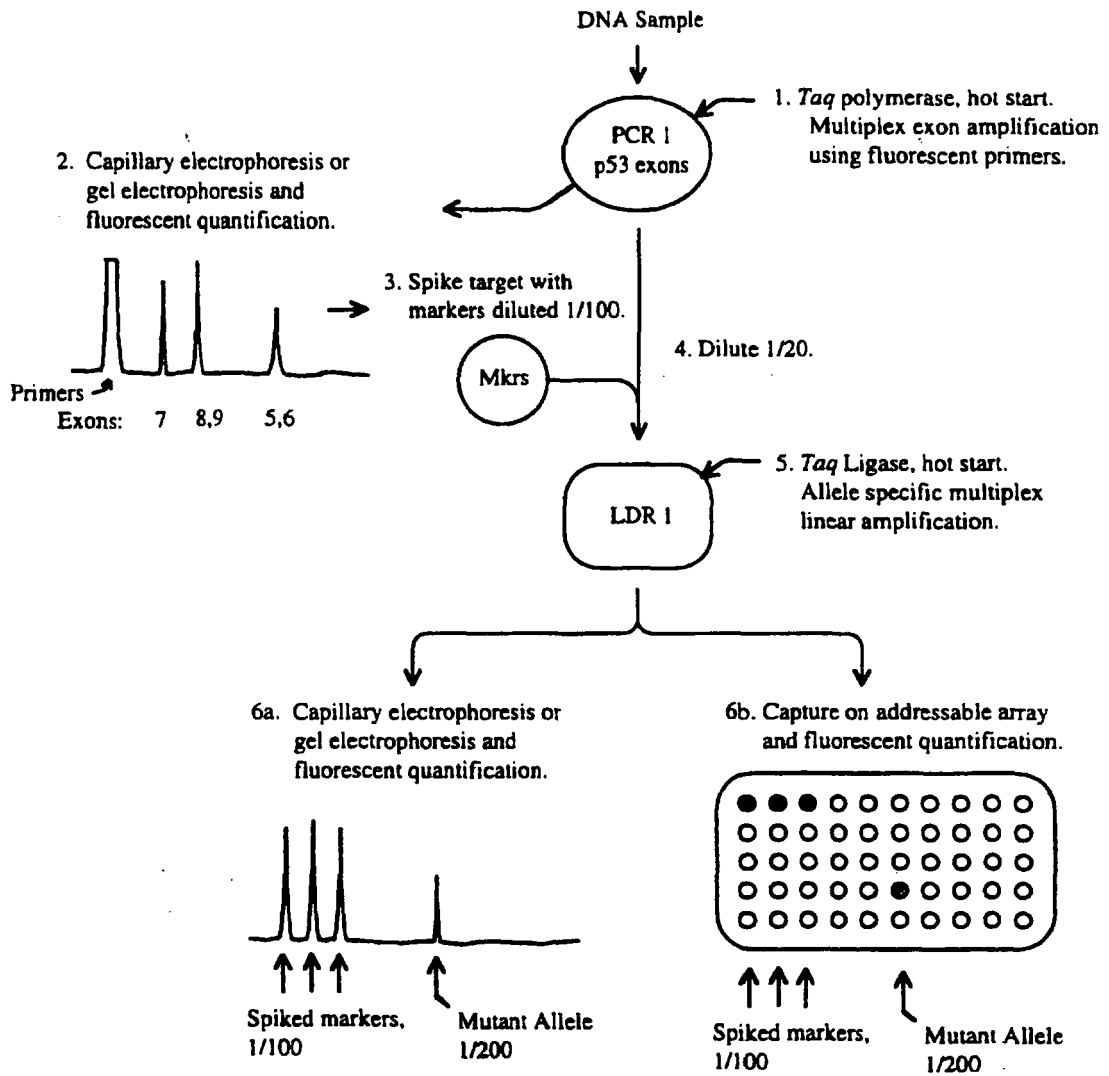 DNA Sample
1. Taq polymerase, hot start.
Multiplex exon amplification
using fluorescent primers.
PCR 1
p53 exons
2. Capillary electrophoresis or
gel electrophoresis and
fluorescent quantification.
3. Spike target with
markers diluted 1/100.
4. Dilute 1/20.
Mkrs
Primers
Exons: 7 8,9 5,6
5. Taq Ligase, hot start.
Allele specific multiplex
linear amplification.
LDR 1
6a. Capillary electrophoresis or
gel electrophoresis and
fluorescent quantification.
6b. Capture on addressable array
and fluorescent quantification.
Spiked markers,
1/100
Mutant Allele
1/200
Spiked markers,
1/100
Mutant Allele
1/200